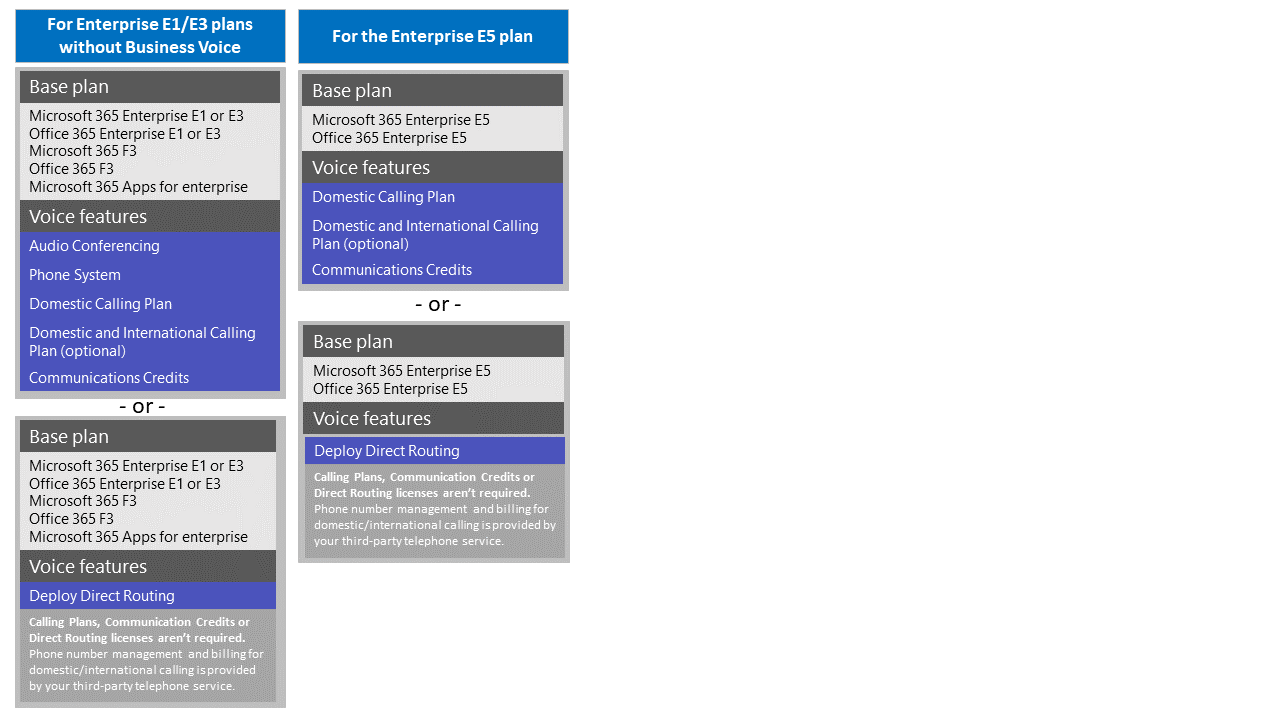 For Enterprise E1/E3 plans
without Business Voice
Base plan
Microsoft 365 Enterprise E1 or E3
Office 365 Enterprise E1 or E3
Microsoft 365 F3
Office 365 F3
Microsoft 365 Apps for enterprise
Voice features
Audio Conferencing
Phone System
Domestic Calling Plan
Domestic and International Calling
Plan (optional)
Communications Credits
- or -
Base plan
Microsoft 365 Enterprise E1 or E3
Office 365 Enterprise E1 or E3
Microsoft 365 F3
Office 365 F3
Microsoft 365 Apps for enterprise
Voice features
Deploy Direct Routing
Calling Plans, Communication Credits or
Direct Routing licenses aren't required.
Phone number management and billing for
domestic/international calling is provided
by your third-party telephone service.
For the Enterprise E5 plan
Base plan
Microsoft 365 Enterprise E5
Office 365 Enterprise E5
Voice features
Domestic Calling Plan
Domestic and International Calling
Plan (optional)
Communications Credits
- or -
Base plan
Microsoft 365 Enterprise E5
Office 365 Enterprise E5
Voice features
Deploy Direct Routing
Calling Plans, Communication Credits or
Direct Routing licenses aren't required.
Phone number management and billing for
domestic/international calling is provided by
your third-party telephone service.